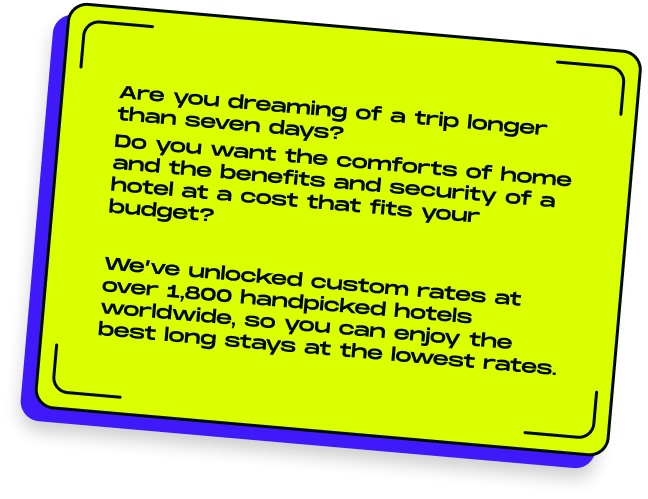 Are you dreaming of a trip longer
than seven days?
Do you want the comforts of home
and the benefits and security of a
hotel at a cost that fits your
budget?
We've unlocked custom rates at
over 1,800 handpicked hotels
worldwide, so you can enjoy the
best long stays at the lowest rates.